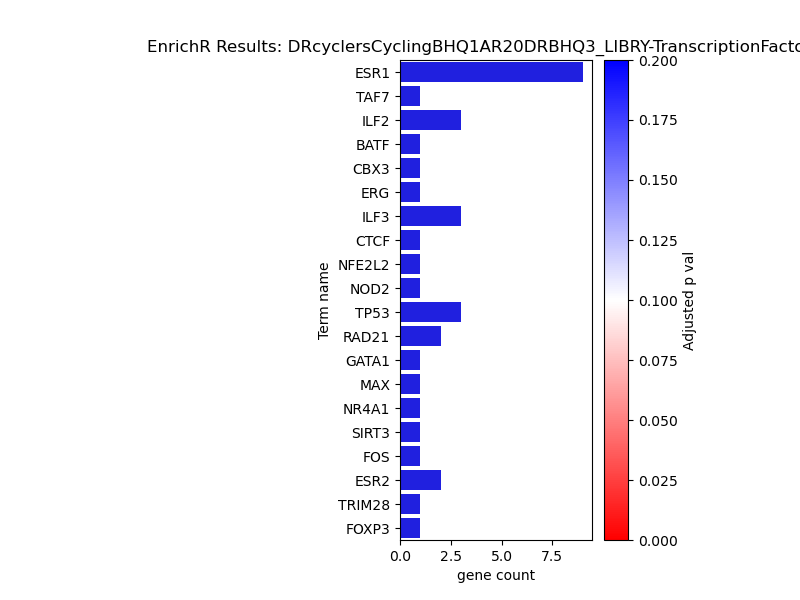 EnrichR Results: DRcyclersCyclingBHQ1AR20DRBHQ3_LIBRY-TranscriptionFacto
ESR1
TAF7
ILF2
BATF
CBX3
ERG
ILF3
CTCF
NFE2L2
NOD2
TP53
RAD21
GATA1
MAX
NR4A1
SIRT3
FOS
ESR2
TRIM28
FOXP3
Term name
0.0 2.5 5.0 7.5
gene count
0.200
0.175
0.150
0.125
0.100
0.075
0.050
0.025
0.000
Adjusted p val